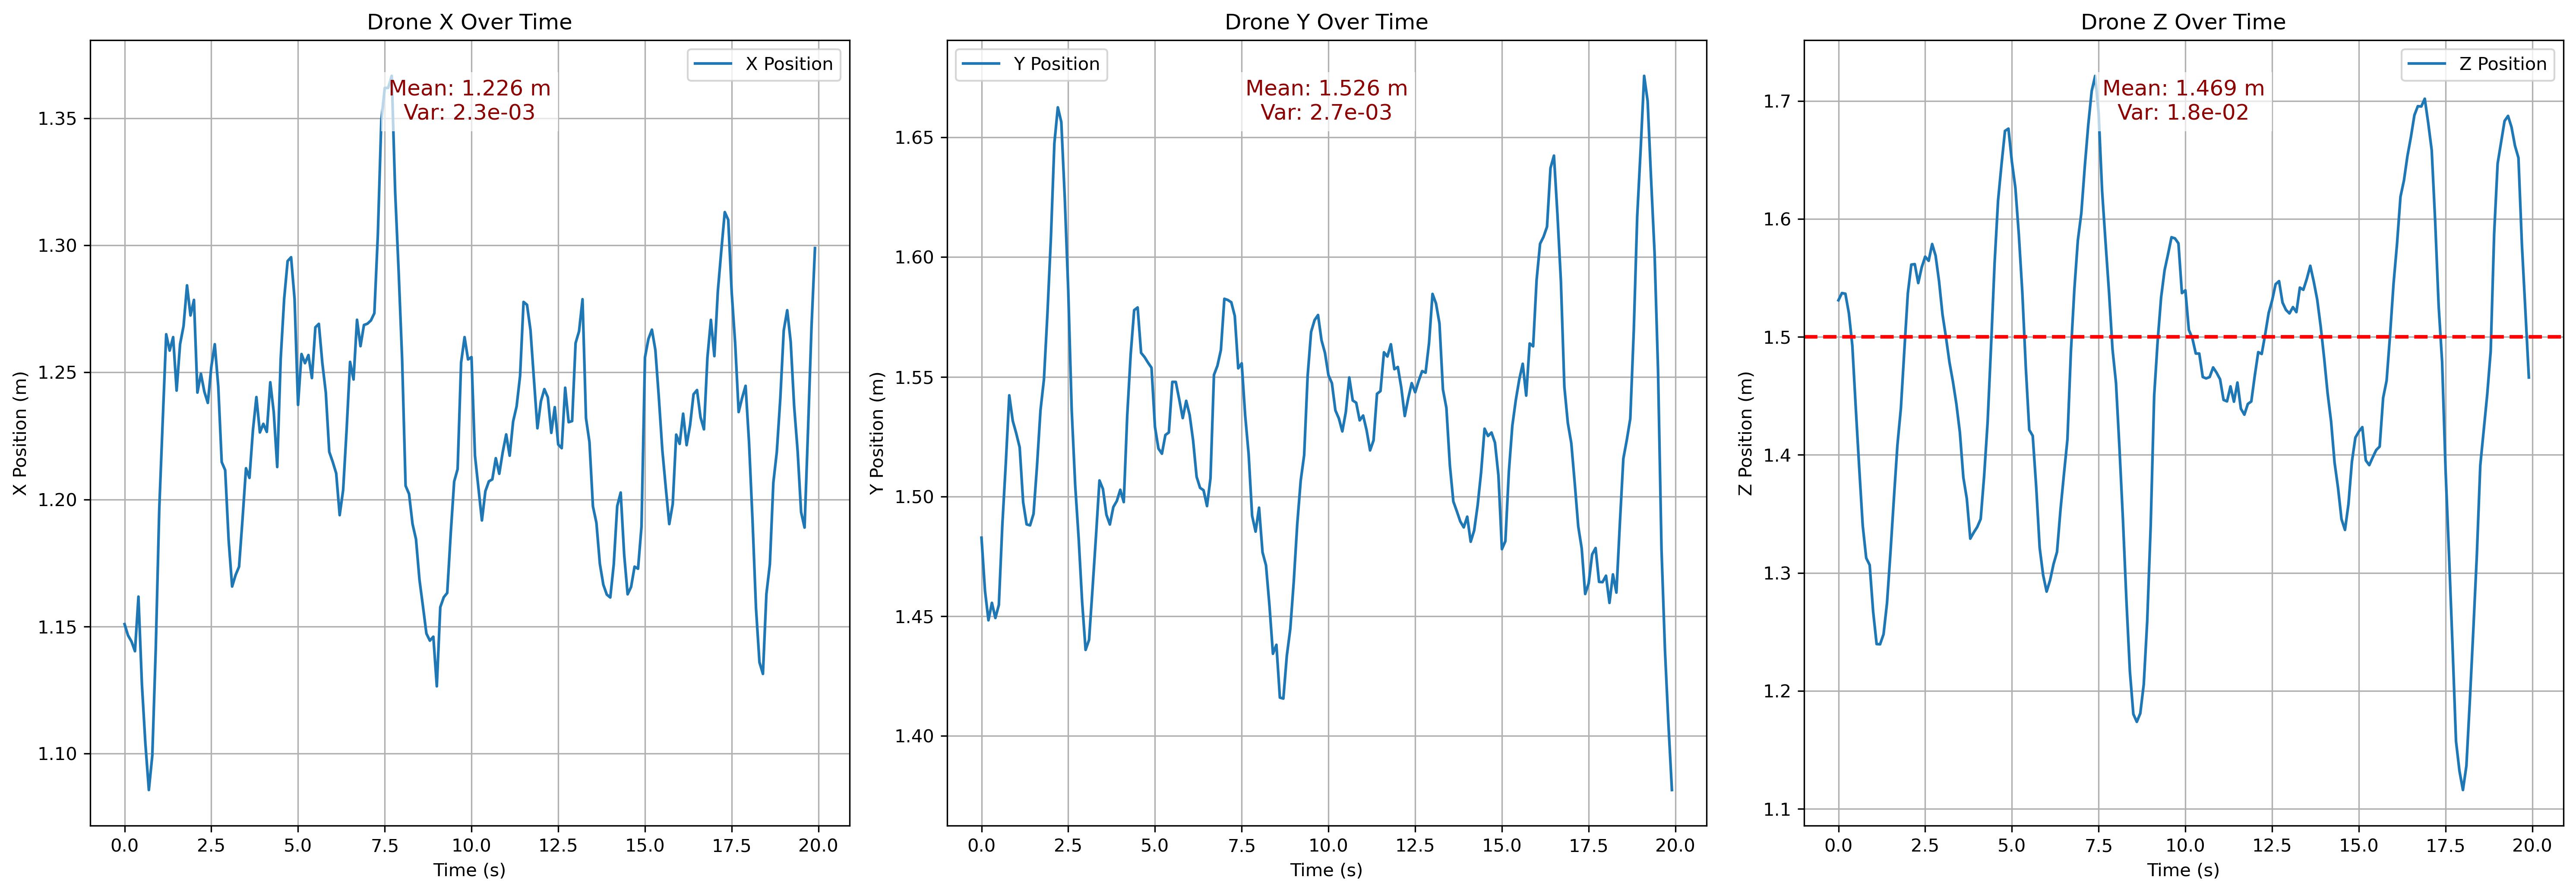 Drone X Over Time
X Position
Mean: 1.226 m
Var: 2.3e-03
X Position (m)
1.35
1.30
1.25
1.20
1.15
1.10
0.0 2.5 5.0 7.5 10.0 12.5 15.0 17.5 20.0
Time (s)
Drone Y Over Time
Y Position
Mean: 1.526 m
Var: 2.7e-03
Y Position (m)
1.65
1.60
1.55
1.50
1.45
1.40
0.0 2.5 5.0 7.5 10.0 12.5 15.0 17.5 20.0
Time (s)
Drone Z Over Time
Z Position
Mean: 1.469 m
Var: 1.8e-02
Z Position (m)
1.7
1.6
1.5
1.4
1.3
1.2
1.1
0.0 2.5 5.0 7.5 10.0 12.5 15.0 17.5 20.0
Time (s)